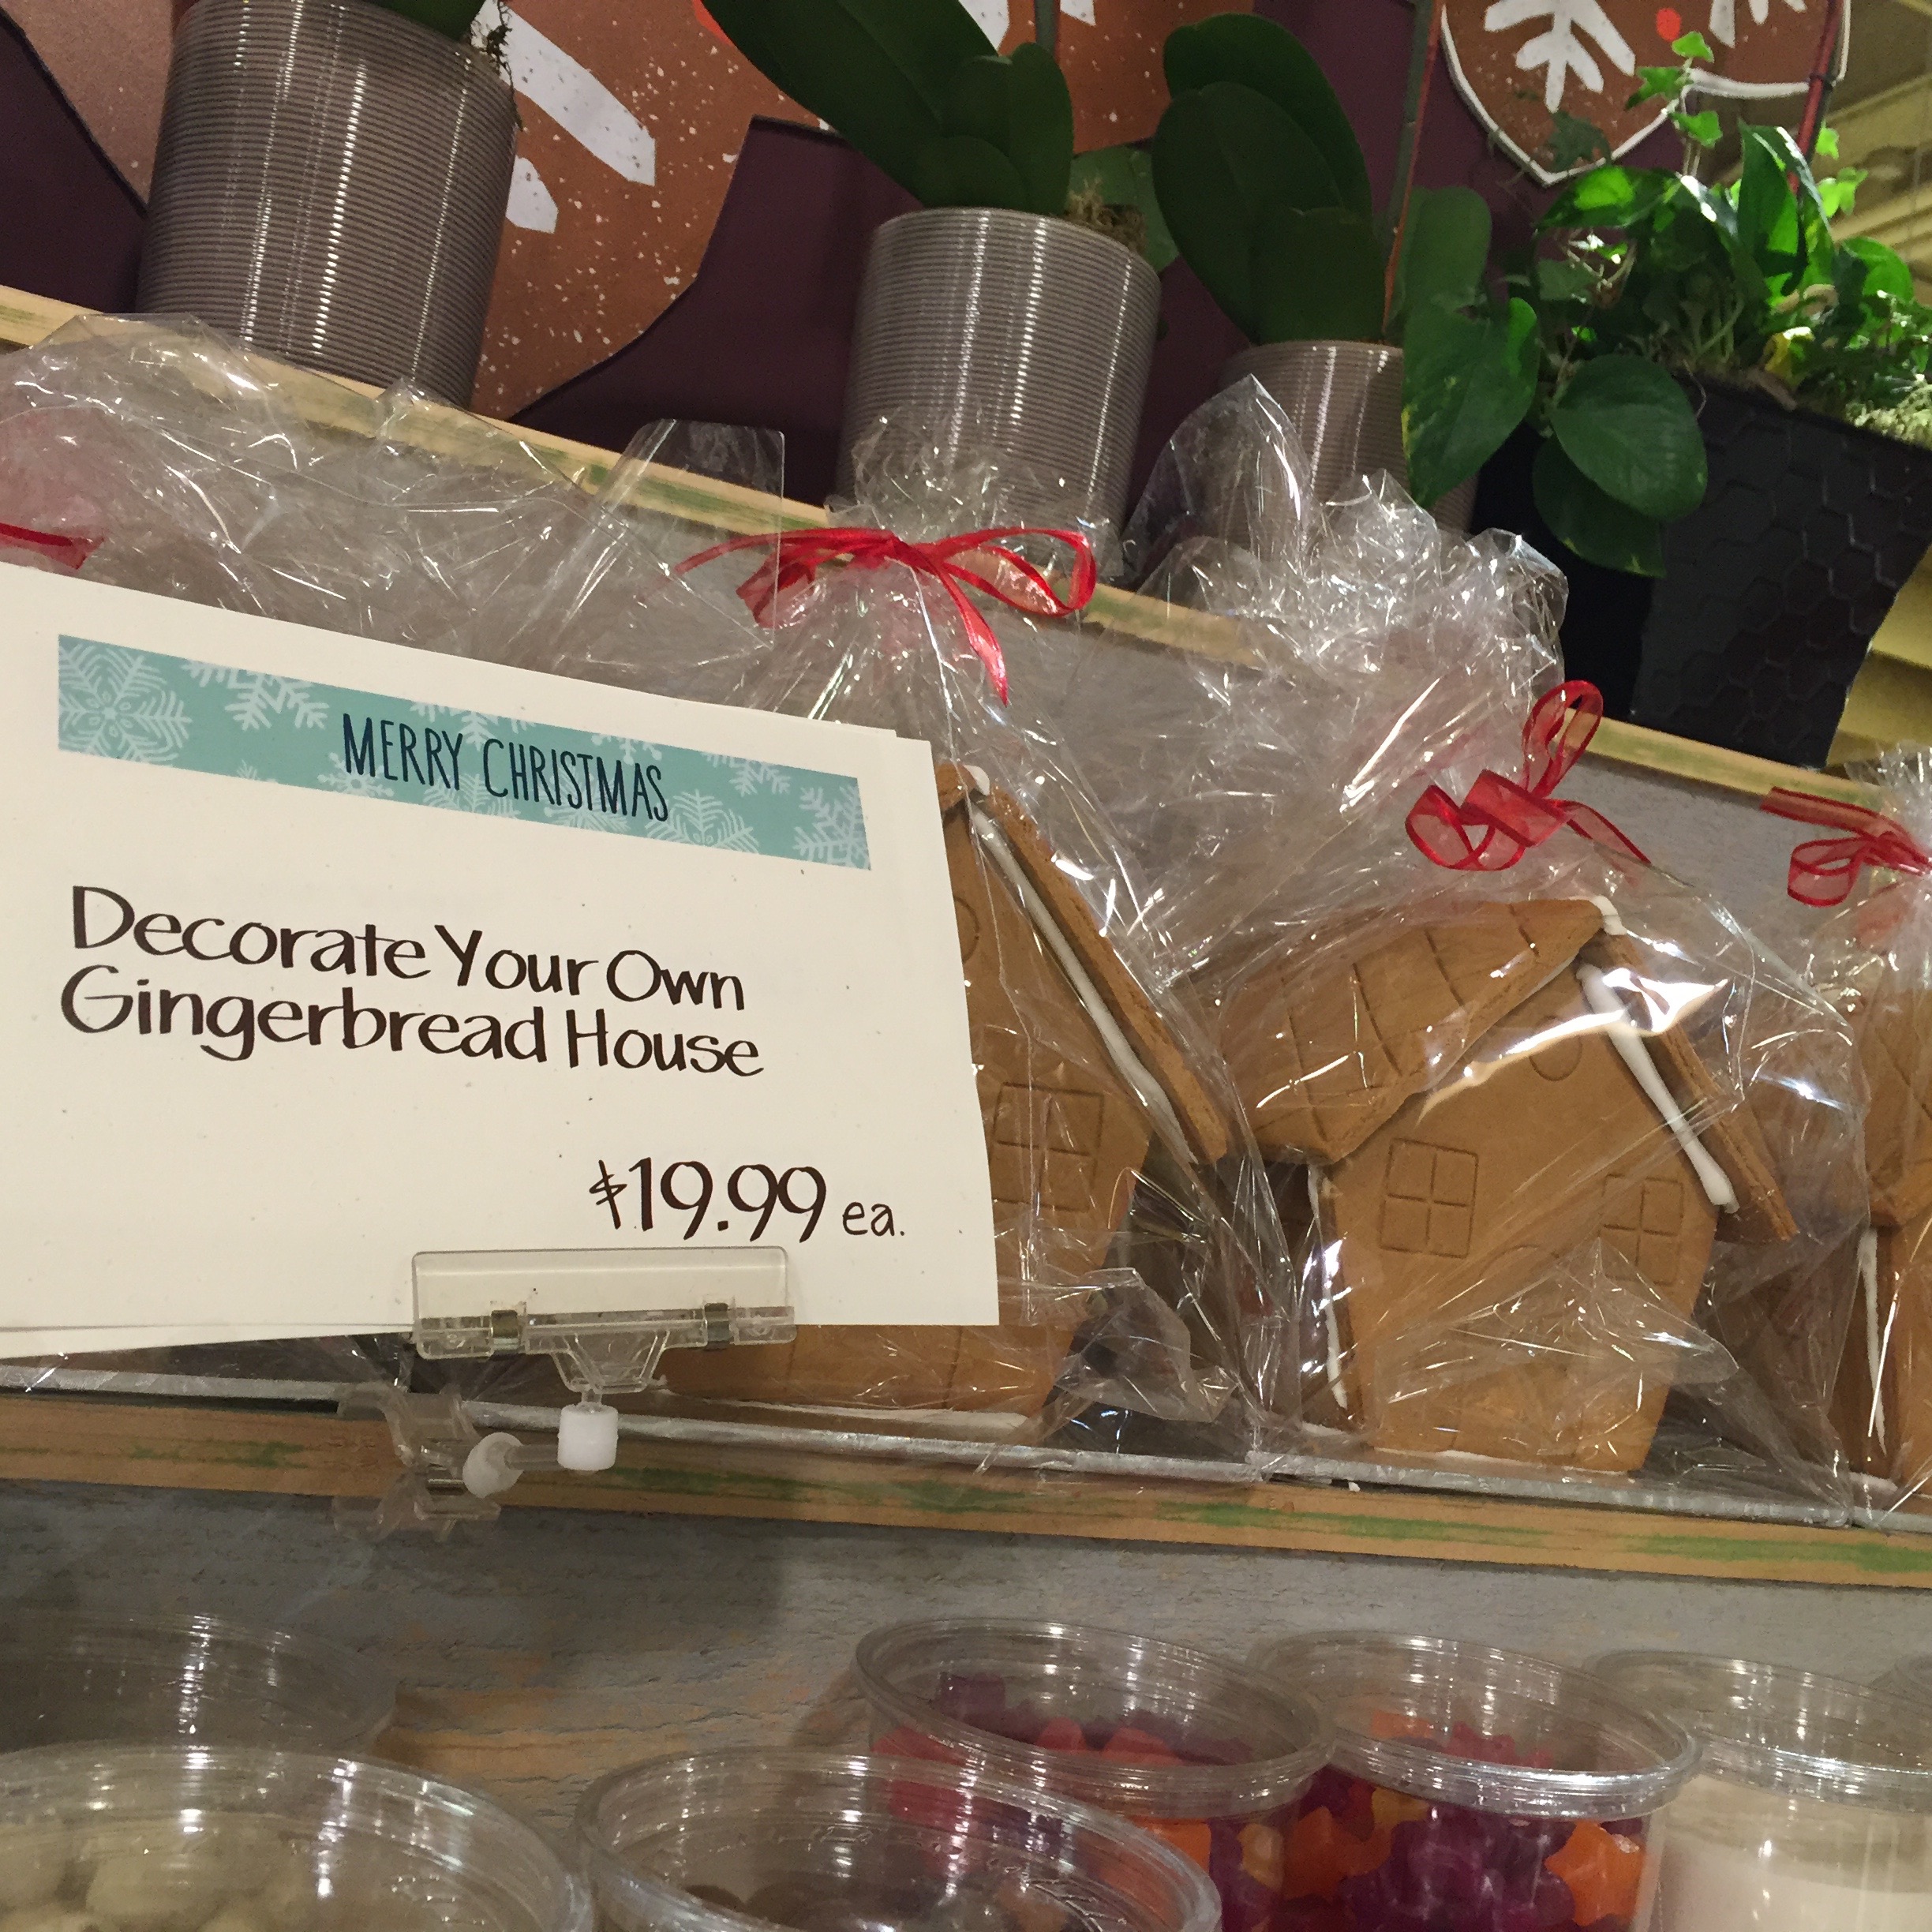 MERRY CHRISTMAS
Decorate Your Own
Gingerbread House
$19.99 ea.